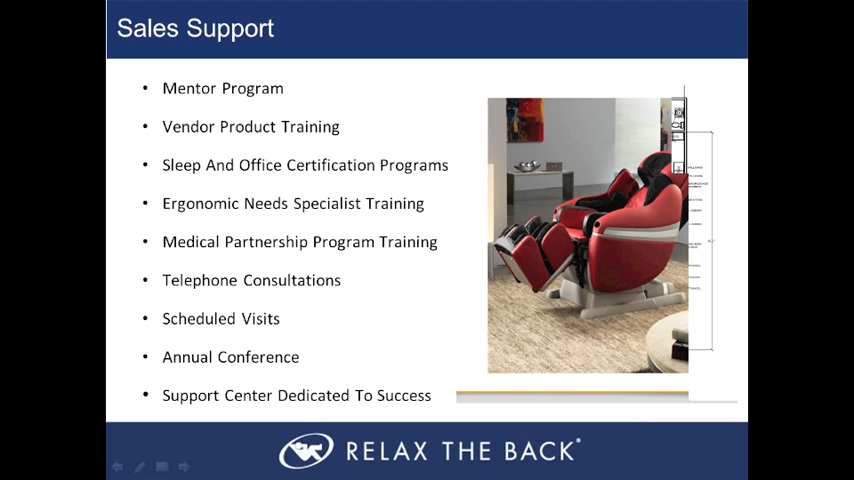 Sales Support
• Mentor Program
• Vendor Product Training
• Sleep And Office Certification Programs
• Ergonomic Needs Specialist Training
• Medical Partnership Program Training
• Telephone Consultations
• Scheduled Visits
• Annual Conference
• Support Center Dedicated To Success
RELAX THE BACK®